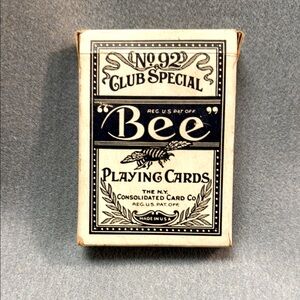 No. 92
Club Special
REG. U.S. PAT. OFF.
"Bee"
Playing Cards
THE N.Y.
CONSOLIDATED CARD CO.
REG. U.S. PAT. OFF.
MADE IN U.S.A.